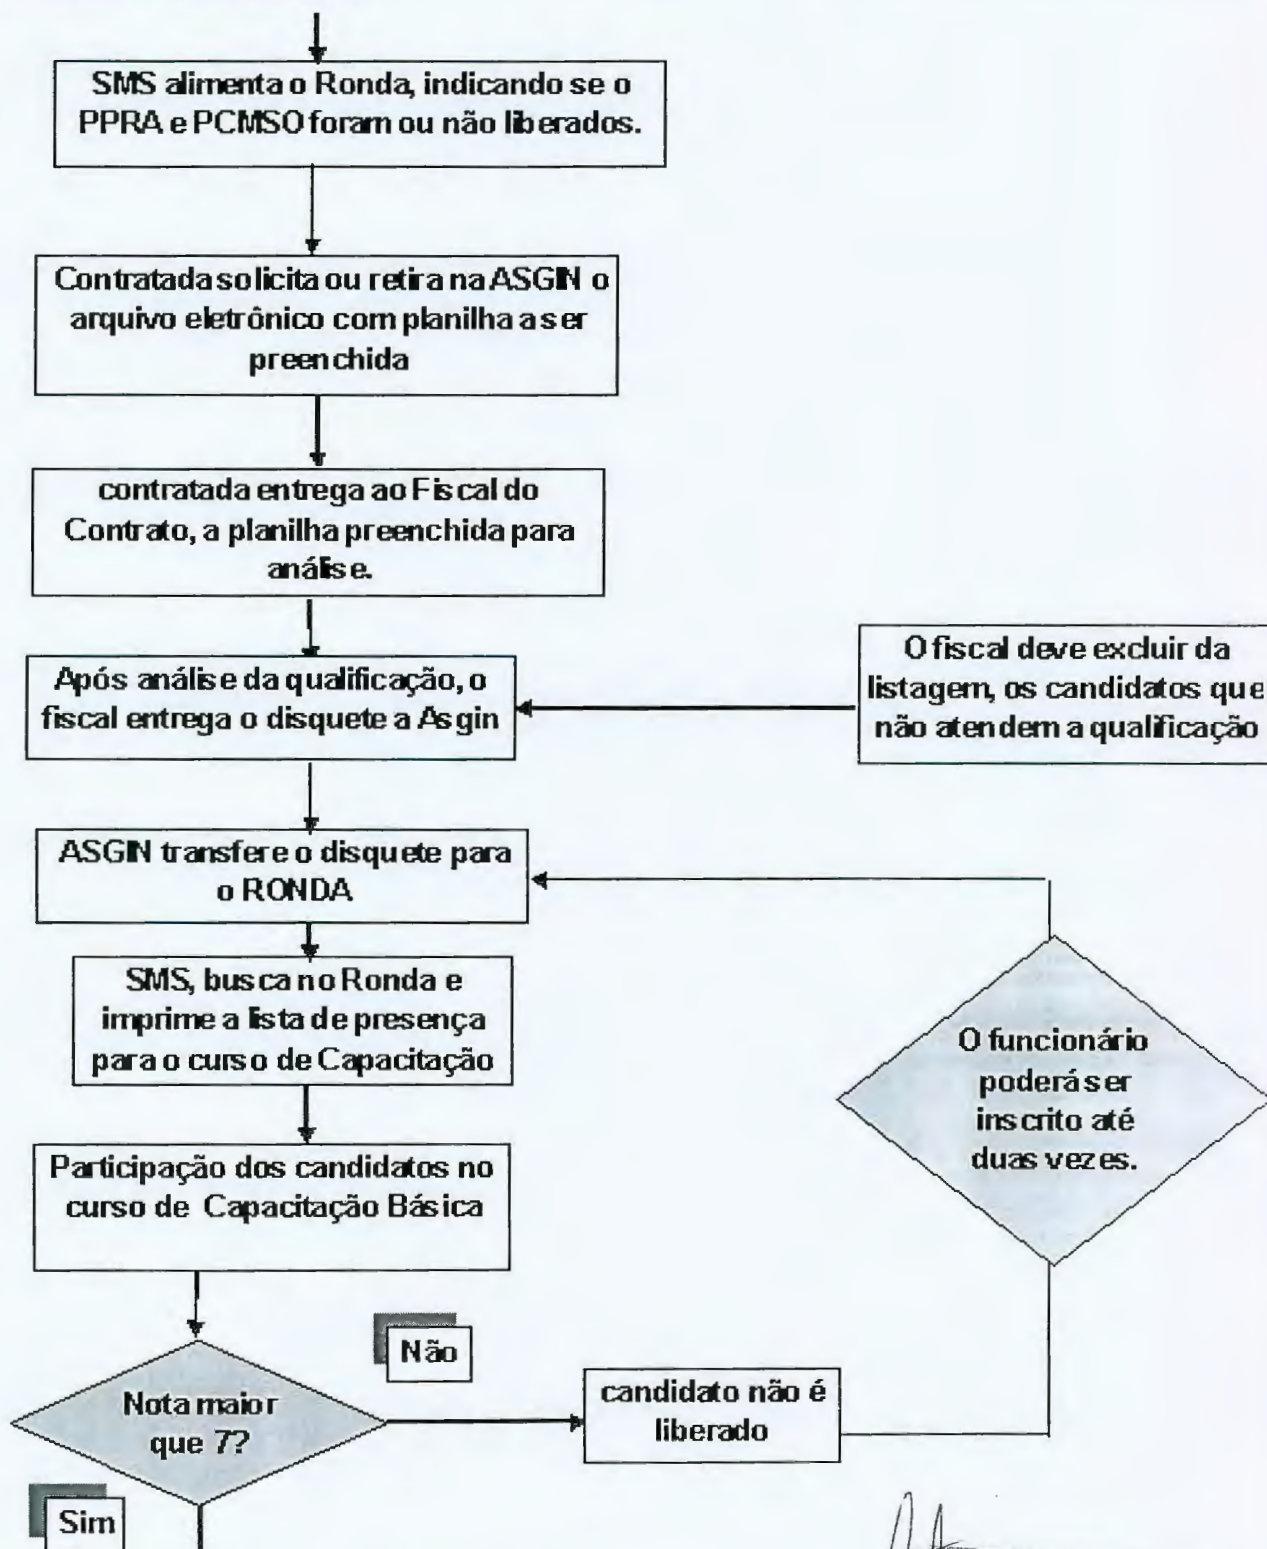 SMS alimenta o Ronda, indicando se o
PPRA e PCMSO foram ou não liberados.
Contratada solicita ou retira na ASGIN o
arquivo eletrônico com planilha a ser
preenchida
contratada entrega ao Fiscal do
Contrato, a planilha preenchida para
análise.
Após análise da qualificação, o
fiscal entrega o disquete a Asgin
O fiscal deve excluir da
listagem, os candidatos que
não atendem a qualificação
ASGIN transfere o disquete para
o RONDA
SMS, busca no Ronda e
imprime a lista de presença
para o curso de Capacitação
O funcionário
poderá ser
inscrito até
duas vezes.
Participação dos candidatos no
curso de Capacitação Básica
Não
Nota maior
que 7?
candidato não é
liberado
Sim